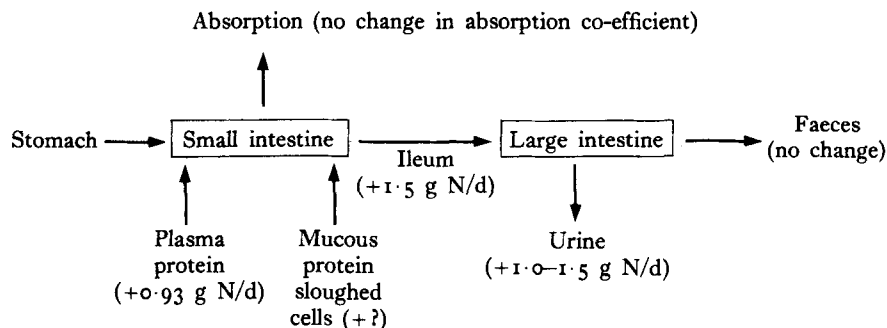 Absorption (no change in absorption co-efficient)
Stomach
Small intestine
Ileum
(+1·5 g N/d)
Large intestine
Faeces
(no change)
Plasma
protein
(+0·93 g N/d)
Mucous
protein
sloughed
cells (+?)
Urine
(+1·0–1·5 g N/d)